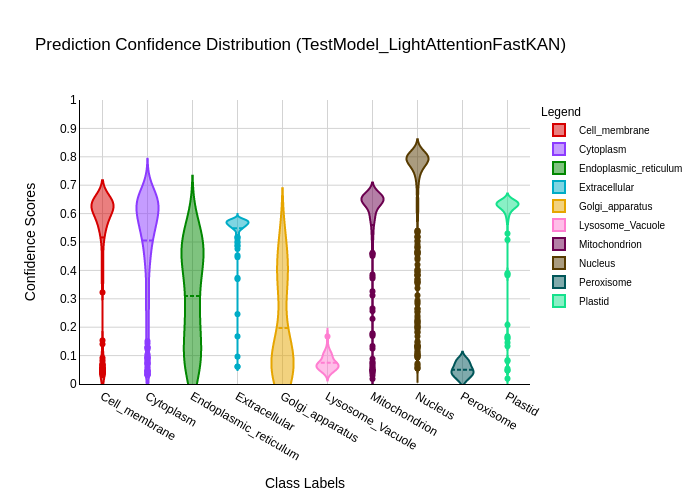 Prediction Confidence Distribution (TestModel_LightAttentionFastKAN)
Legend
Cell_membrane
Cytoplasm
Endoplasmic_reticulum
Extracellular
Golgi_apparatus
Lysosome_Vacuole
Mitochondrion
Nucleus
Peroxisome
Plastid
Confidence Scores
1
0.9
0.8
0.7
0.6
0.5
0.4
0.3
0.2
0.1
0
Cell_membrane
Cytoplasm
Endoplasmic_reticulum
Extracellular
Golgi_apparatus
Lysosome_Vacuole
Mitochondrion
Nucleus
Peroxisome
Plastid
Class Labels